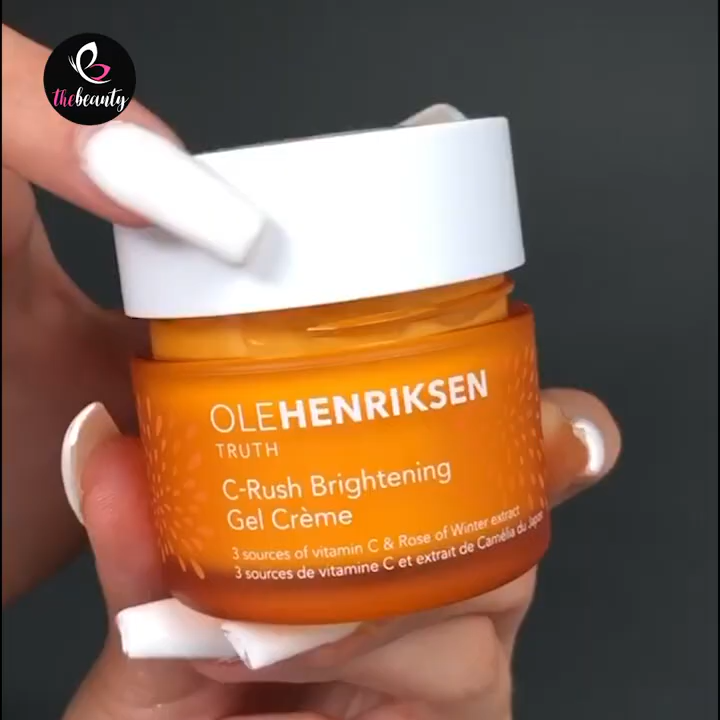 thebeauty
OLEHENRIKSEN
TRUTH
C-Rush Brightening
Gel Crème
3 sources of vitamin C & Rose of Winter extract
3 sources de vitamine C et extrait de Camélia du Japon